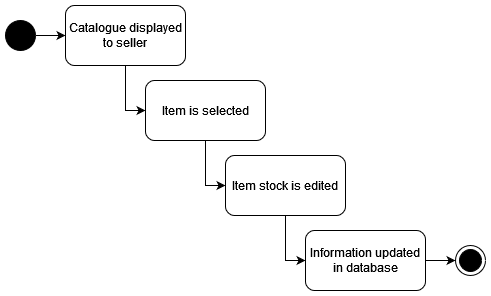 Catalogue displayed
to seller
Item is selected
Item stock is edited
Information updated
in database